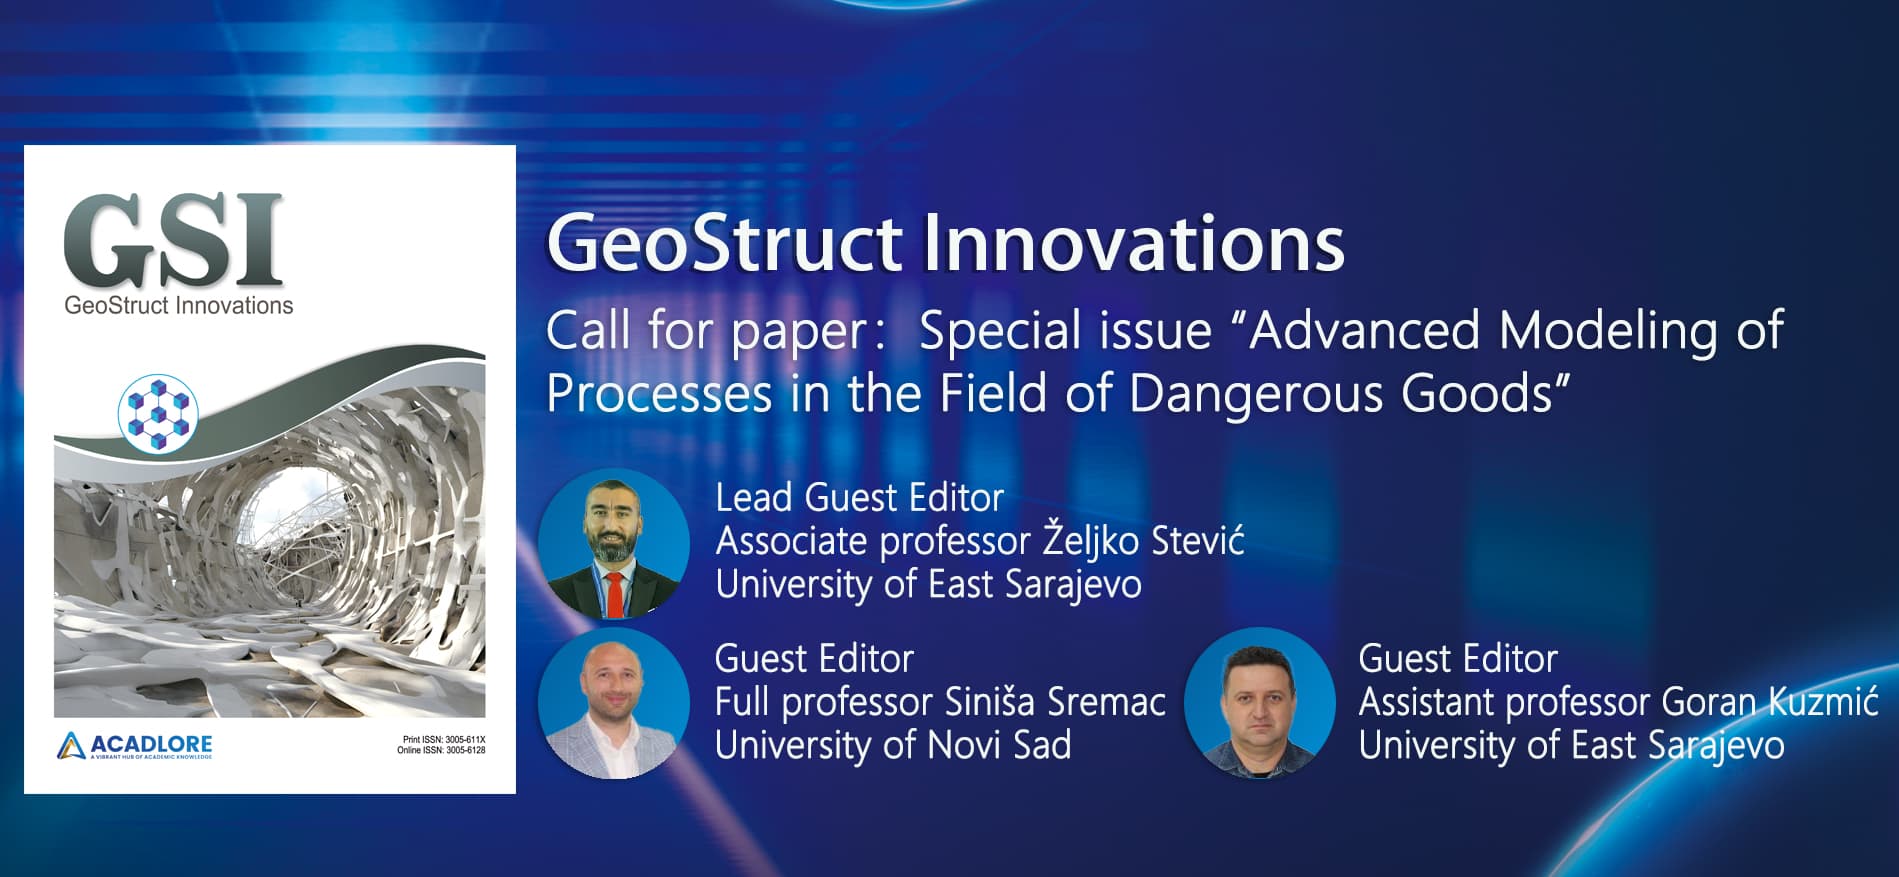 GSI
GeoStruct Innovations
ACADLORE
A VIBRANT HUB OF ACADEMIC KNOWLEDGE
Print ISSN: 3005-611X
Online ISSN: 3005-6128
GeoStruct Innovations
Call for paper: Special issue “Advanced Modeling of
Processes in the Field of Dangerous Goods”
Lead Guest Editor
Associate professor Željko Stević
University of East Sarajevo
Guest Editor
Full professor Siniša Sremac
University of Novi Sad
Guest Editor
Assistant professor Goran Kuzmić
University of East Sarajevo